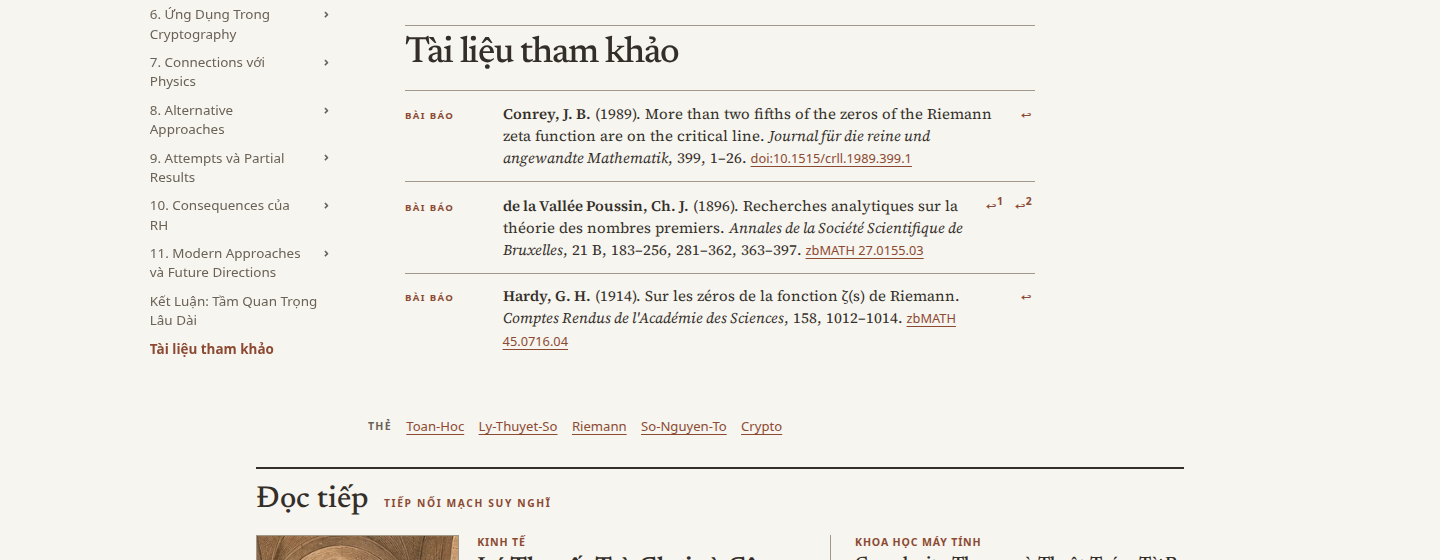 6. Ứng Dụng Trong ›
Cryptography
7. Connections với ›
Physics
8. Alternative ›
Approaches
9. Attempts và Partial ›
Results
10. Consequences của ›
RH
11. Modern Approaches ›
và Future Directions
Kết Luận: Tầm Quan Trọng
Lâu Dài
Tài liệu tham khảo
Tài liệu tham khảo
BÀI BÁO
Conrey, J. B. (1989). More than two fifths of the zeros of the Riemann ↩
zeta function are on the critical line. Journal für die reine und
angewandte Mathematik, 399, 1–26. doi:10.1515/crll.1989.399.1
BÀI BÁO
de la Vallée Poussin, Ch. J. (1896). Recherches analytiques sur la ↩1 ↩2
théorie des nombres premiers. Annales de la Société Scientifique de
Bruxelles, 21 B, 183–256, 281–362, 363–397. zbMATH 27.0155.03
BÀI BÁO
Hardy, G. H. (1914). Sur les zéros de la fonction ζ(s) de Riemann. ↩
Comptes Rendus de l'Académie des Sciences, 158, 1012–1014. zbMATH
45.0716.04
THẺ Toan-Hoc Ly-Thuyet-So Riemann So-Nguyen-To Crypto
Đọc tiếp TIẾP NỐI MẠCH SUY NGHĨ
KINH TẾ
KHOA HỌC MÁY TÍNH